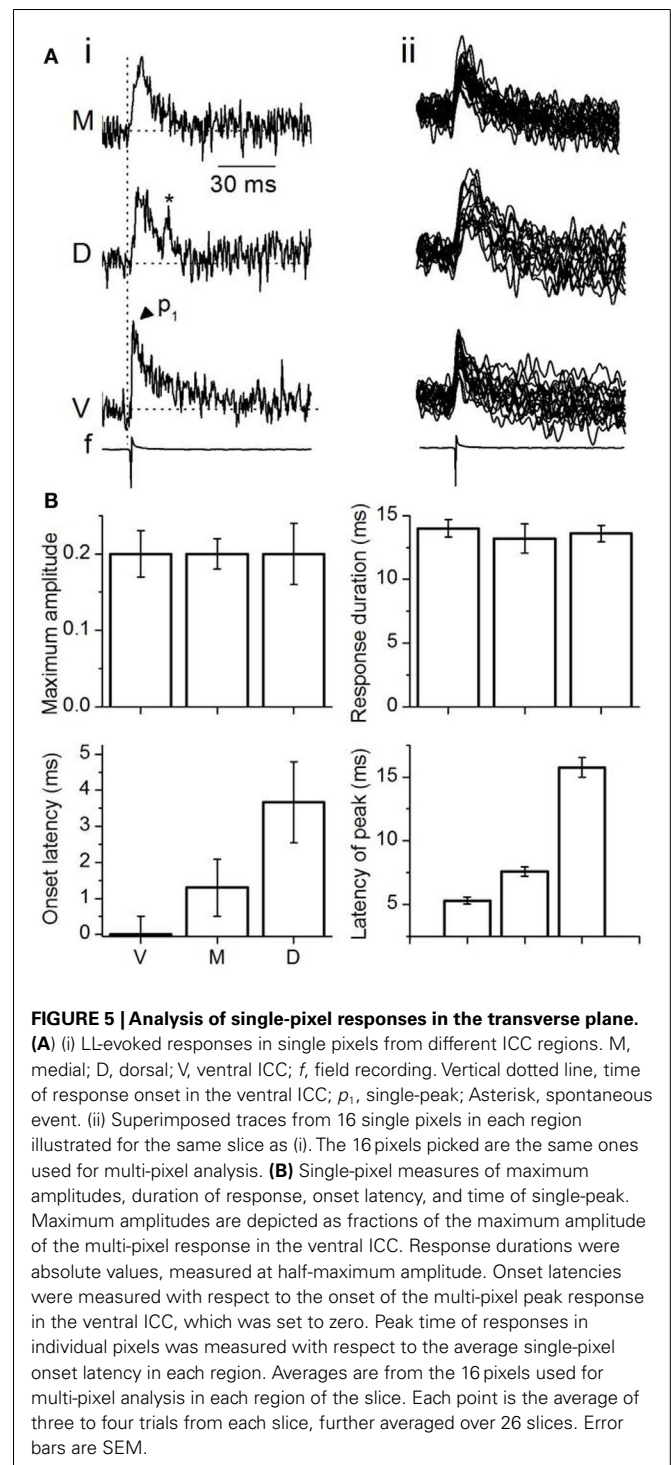 A i ii
M
30 ms
D *
p1
V
f
B
Maximum amplitude
0.2
0.1
0.0
Response duration (ms)
15
10
5
0
Onset latency (ms)
5
4
3
2
1
0
V M D
Latency of peak (ms)
15
10
5
FIGURE 5 | Analysis of single-pixel responses in the transverse plane.
(A) (i) LL-evoked responses in single pixels from different ICC regions. M,
medial; D, dorsal; V, ventral ICC; f, field recording. Vertical dotted line, time
of response onset in the ventral ICC; p1, single-peak; Asterisk, spontaneous
event. (ii) Superimposed traces from 16 single pixels in each region
illustrated for the same slice as (i). The 16 pixels picked are the same ones
used for multi-pixel analysis. (B) Single-pixel measures of maximum
amplitudes, duration of response, onset latency, and time of single-peak.
Maximum amplitudes are depicted as fractions of the maximum amplitude
of the multi-pixel response in the ventral ICC. Response durations were
absolute values, measured at half-maximum amplitude. Onset latencies
were measured with respect to the onset of the multi-pixel peak response
in the ventral ICC, which was set to zero. Peak time of responses in
individual pixels was measured with respect to the average single-pixel
onset latency in each region. Averages are from the 16 pixels used for
multi-pixel analysis in each region of the slice. Each point is the average of
three to four trials from each slice, further averaged over 26 slices. Error
bars are SEM.